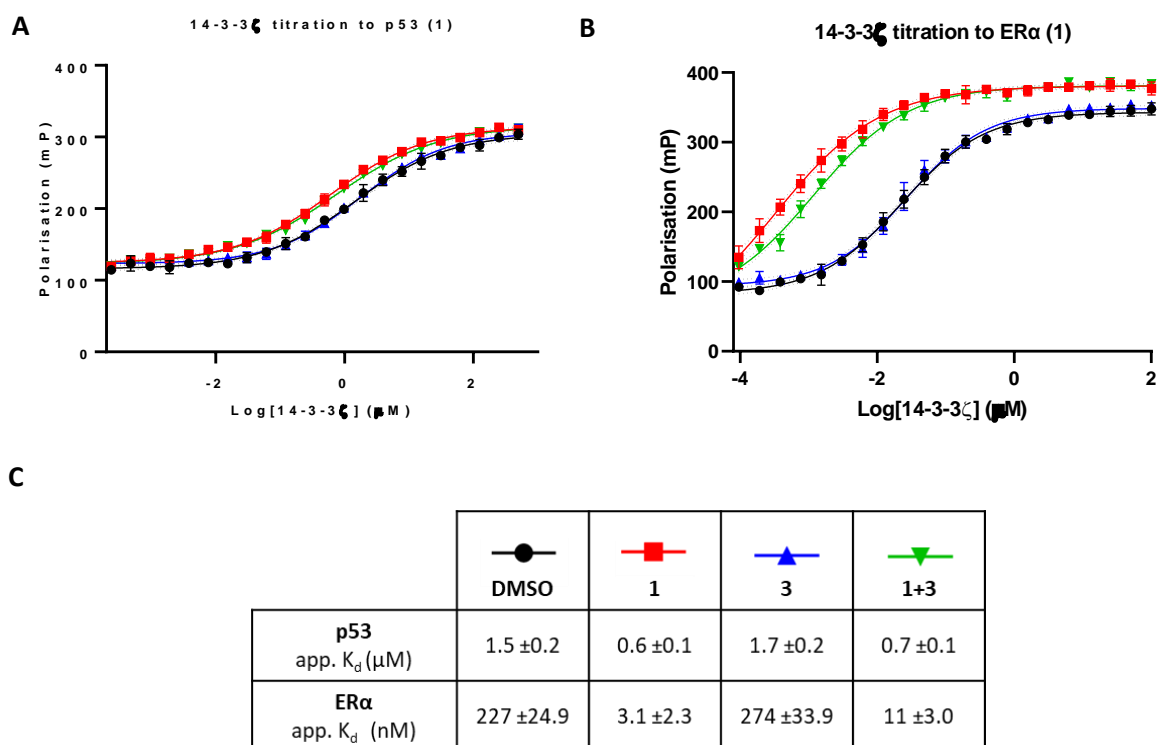 A
14-3-3ζ titration to p53 (1)
400
300
200
100
0
Polarisation (mP)
-2
0
2
Log[14-3-3ζ] (μM)
B
14-3-3ζ titration to ERα (1)
400
300
200
100
0
Polarisation (mP)
-4
-2
0
2
Log[14-3-3ζ] (μM)
C
DMSO 1 3 1+3
p53
app. Kd (μM) 1.5 ±0.2 0.6 ±0.1 1.7 ±0.2 0.7 ±0.1
ERα
app. Kd (nM) 227 ±24.9 3.1 ±2.3 274 ±33.9 11 ±3.0